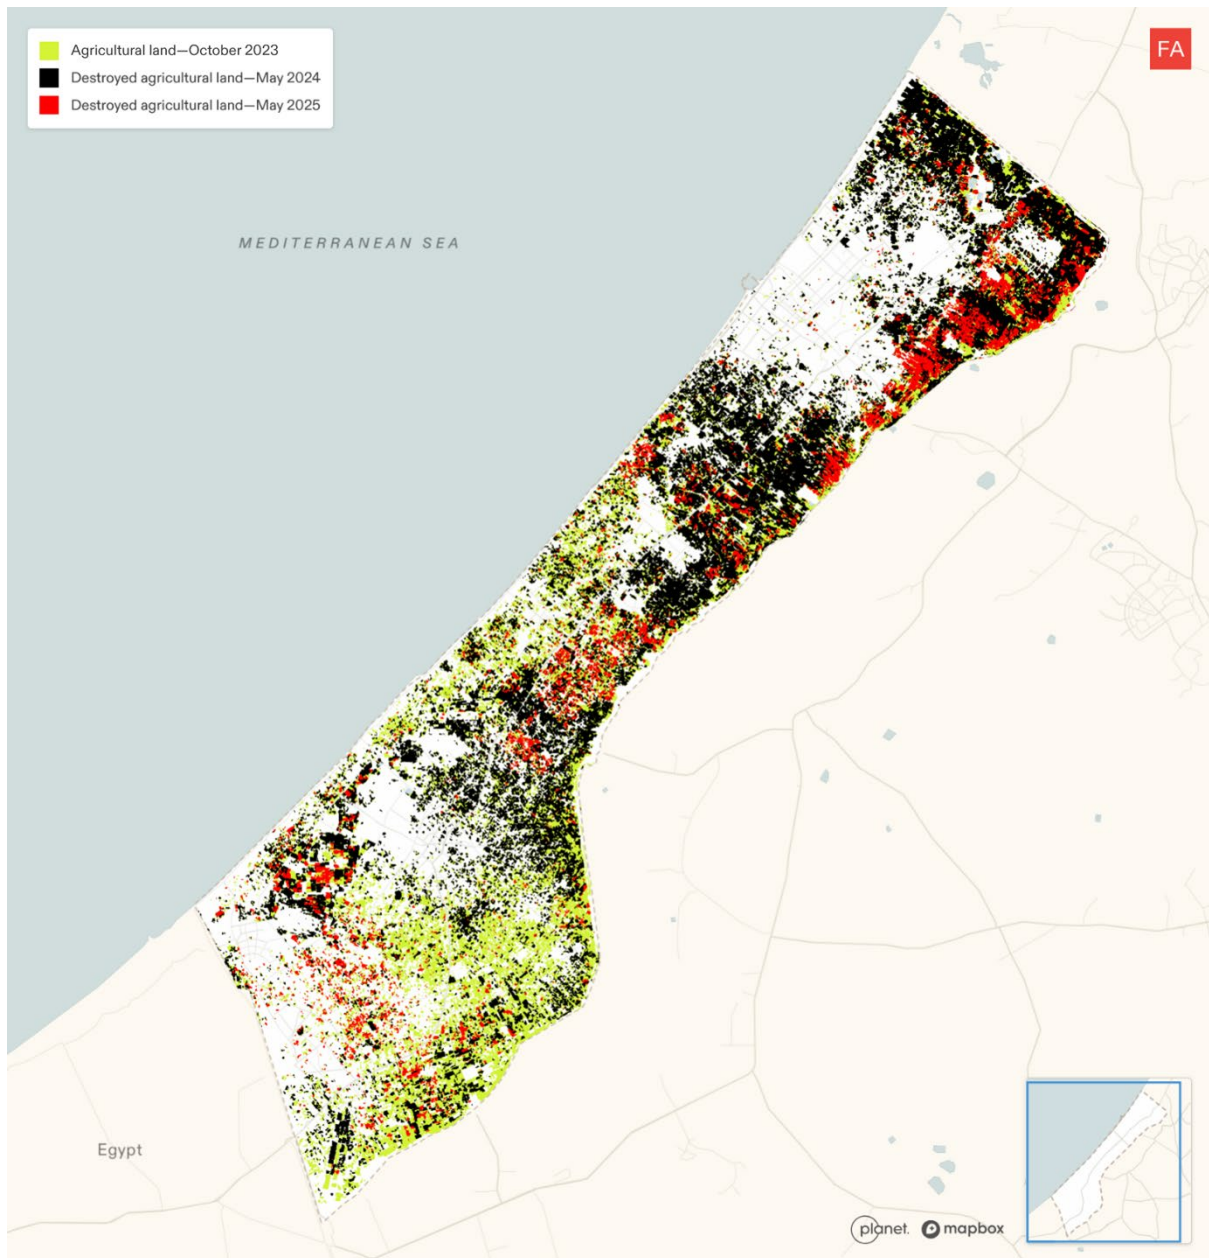 Agricultural land—October 2023
Destroyed agricultural land—May 2024
Destroyed agricultural land—May 2025
FA
MEDITERRANEAN SEA
Egypt
planet. mapbox